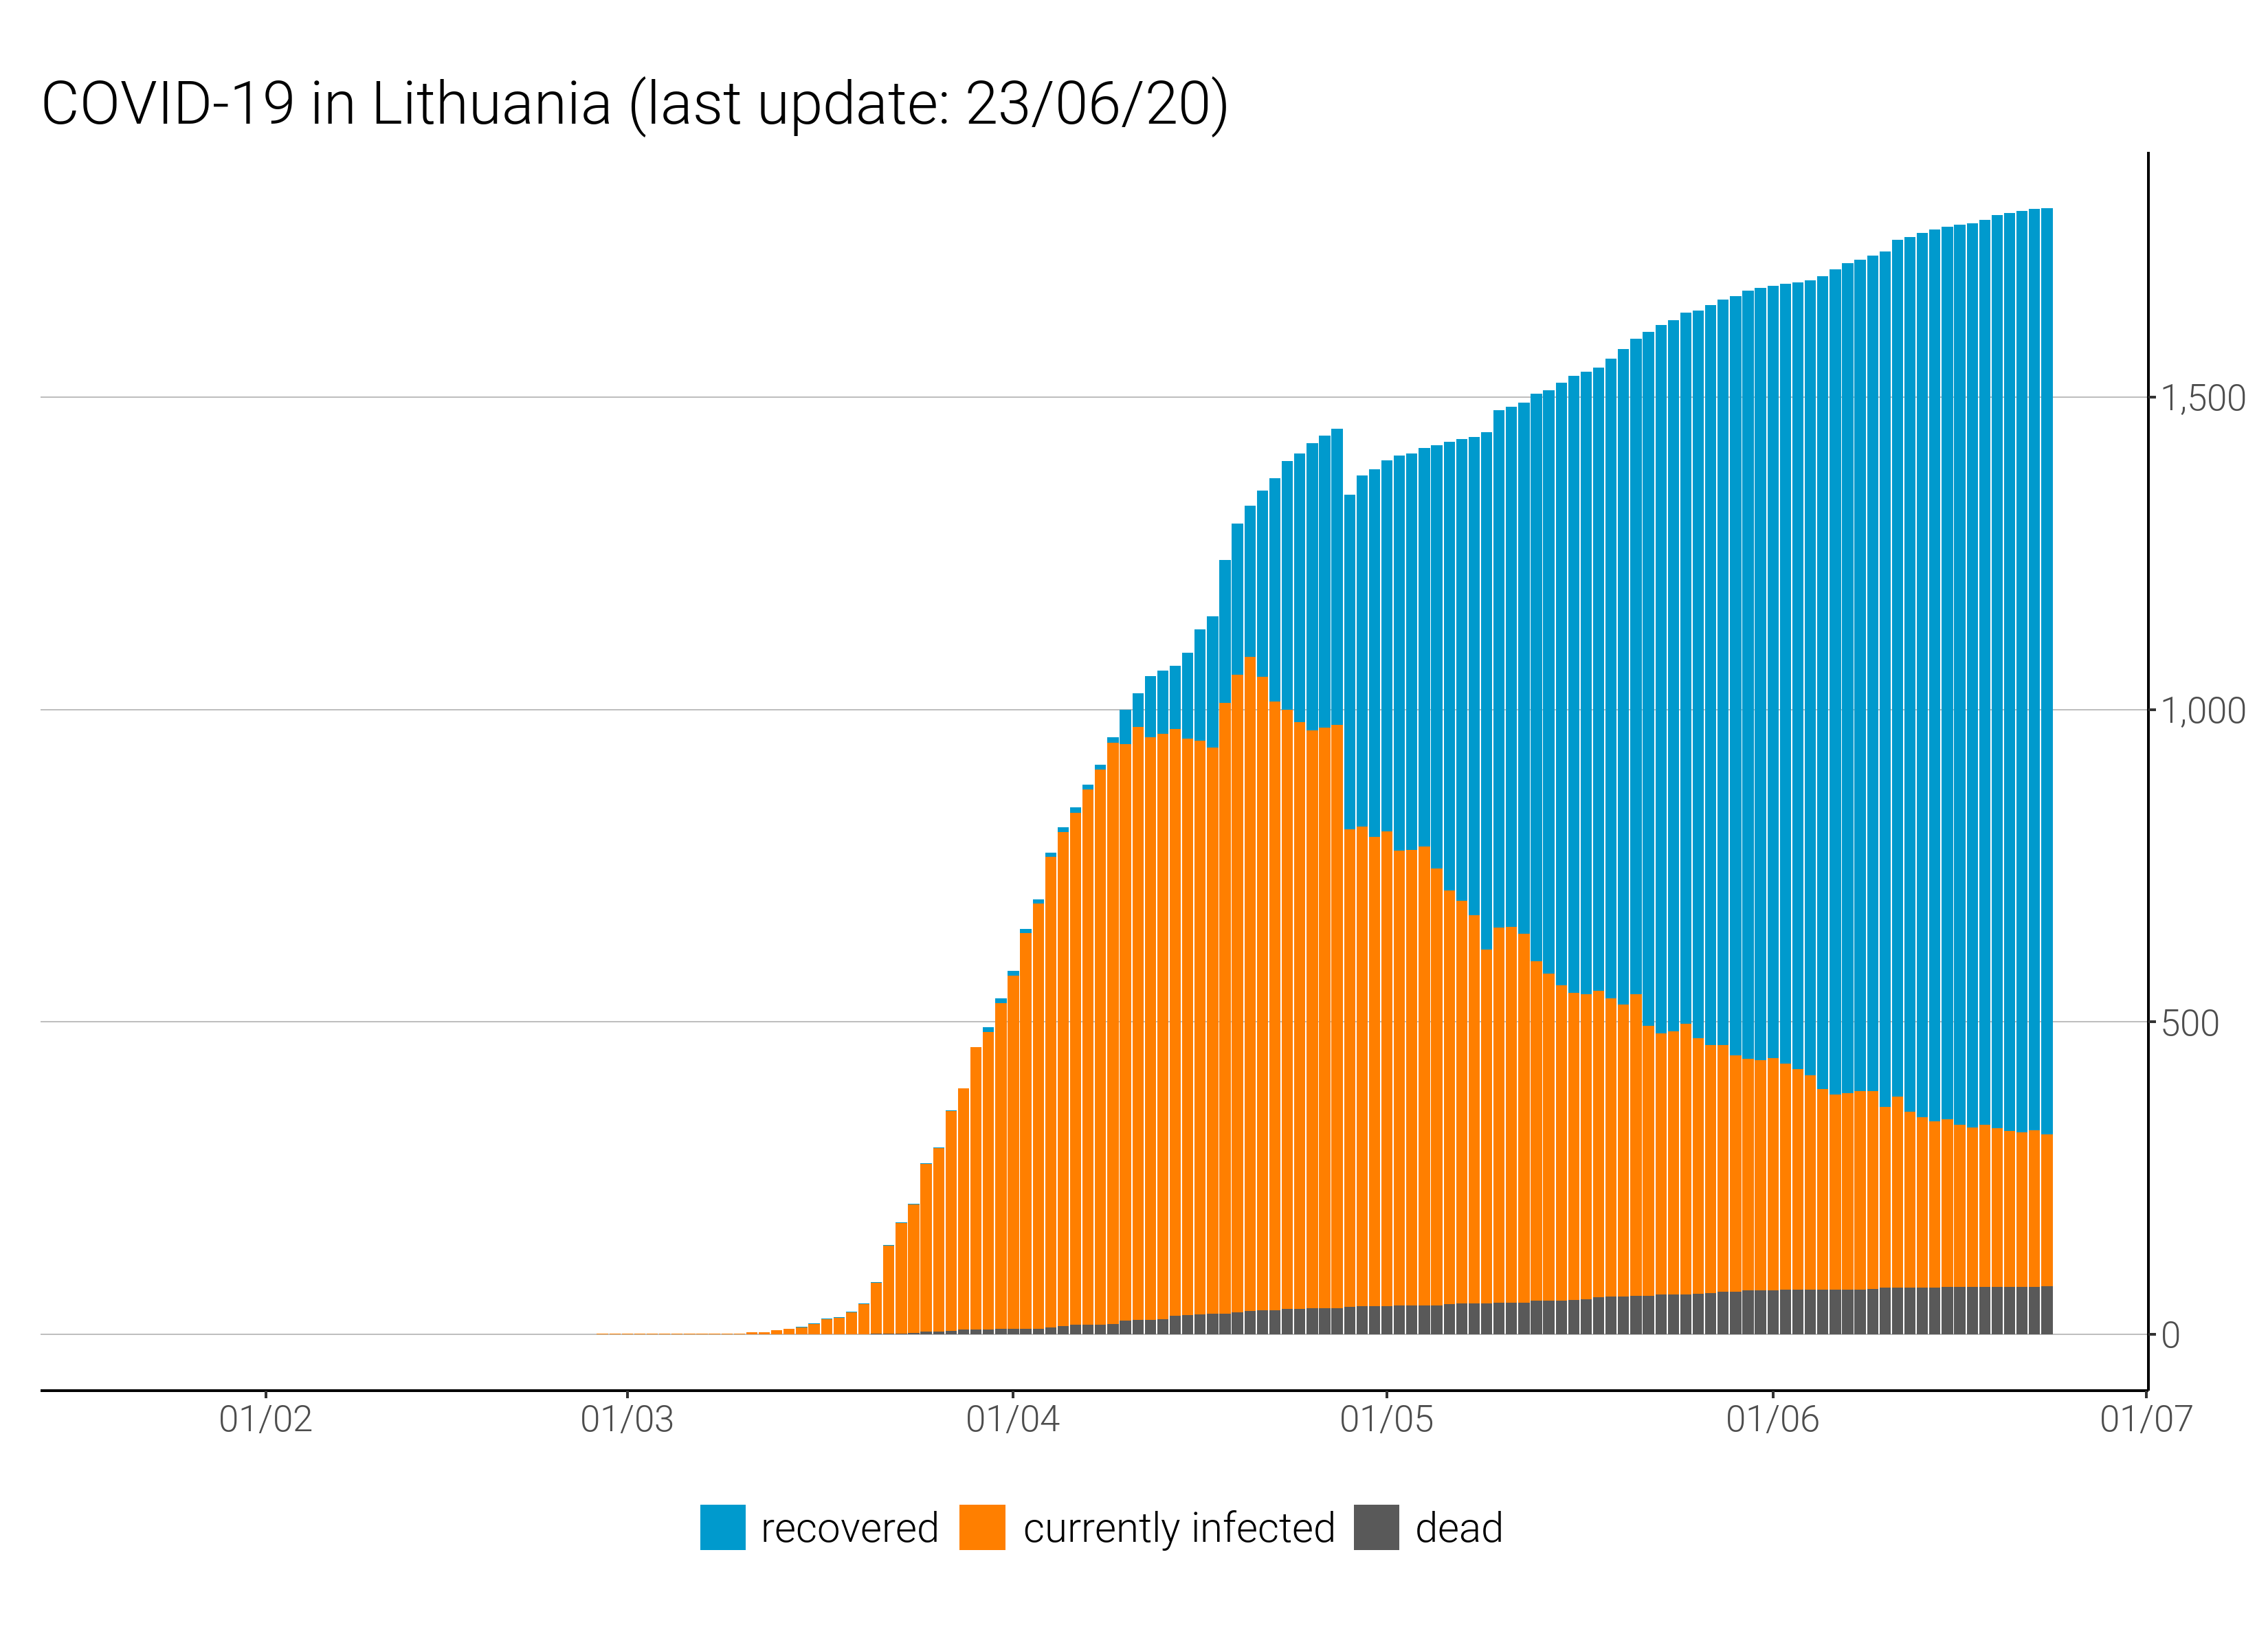 COVID-19 in Lithuania (last update: 23/06/20)
1,500
1,000
500
0
01/02 01/03 01/04 01/05 01/06 01/07
recovered currently infected dead